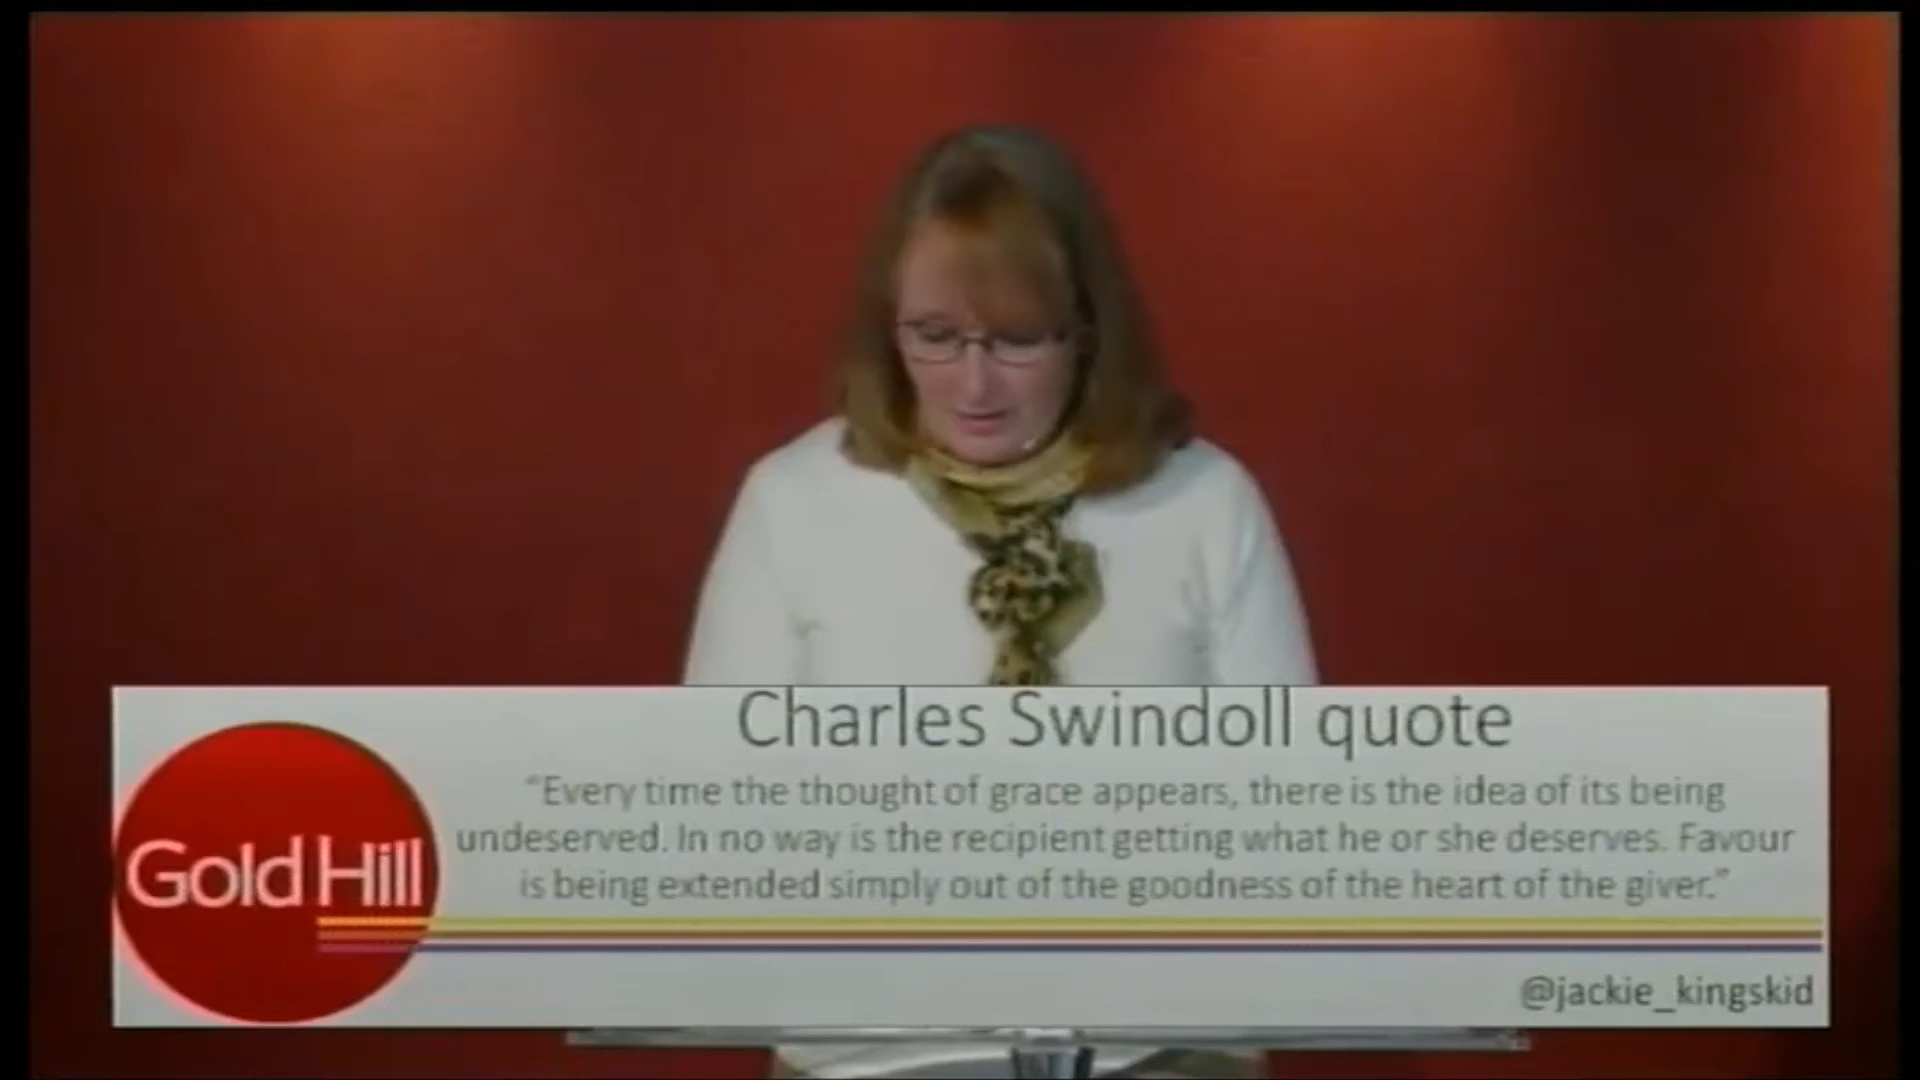 Charles Swindoll quote
“Every time the thought of grace appears, there is the idea of its being
undeserved. In no way is the recipient getting what he or she deserves. Favour
is being extended simply out of the goodness of the heart of the giver.”
Gold Hill
@jackie_kingskid